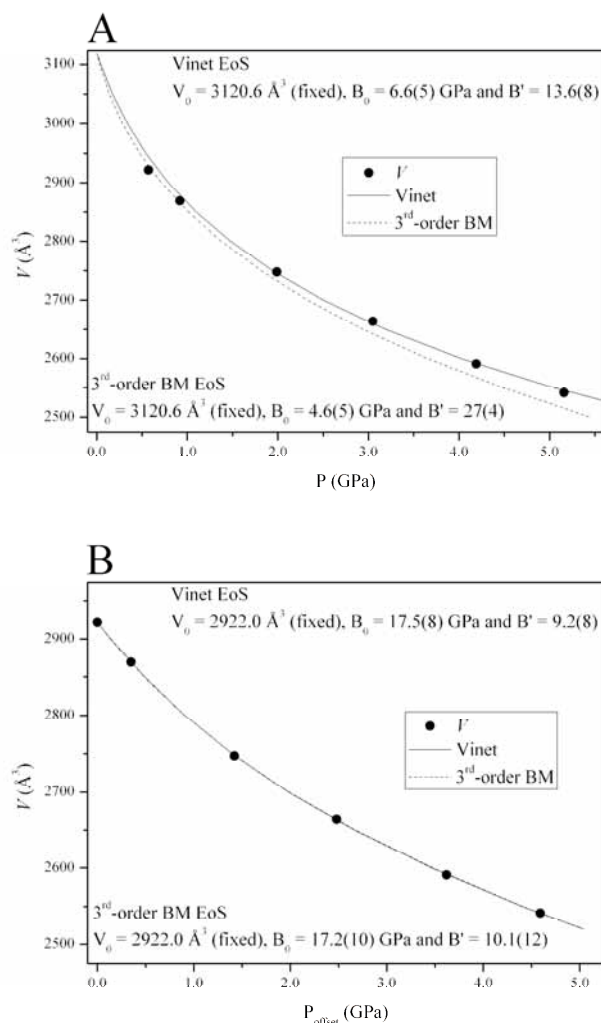 A
Vinet EoS
V₀ = 3120.6 Å³ (fixed), B₀ = 6.6(5) GPa and B' = 13.6(8)
V
Vinet
3rd-order BM
3rd-order BM EoS
V₀ = 3120.6 Å³ (fixed), B₀ = 4.6(5) GPa and B' = 27(4)
V (Å³)
3100
3000
2900
2800
2700
2600
2500
0.0 1.0 2.0 3.0 4.0 5.0
P (GPa)
B
Vinet EoS
V₀ = 2922.0 Å³ (fixed), B₀ = 17.5(8) GPa and B' = 9.2(8)
V
Vinet
3rd-order BM
3rd-order BM EoS
V₀ = 2922.0 Å³ (fixed), B₀ = 17.2(10) GPa and B' = 10.1(12)
V (Å³)
2900
2800
2700
2600
2500
0.0 1.0 2.0 3.0 4.0 5.0
P offset (GPa)